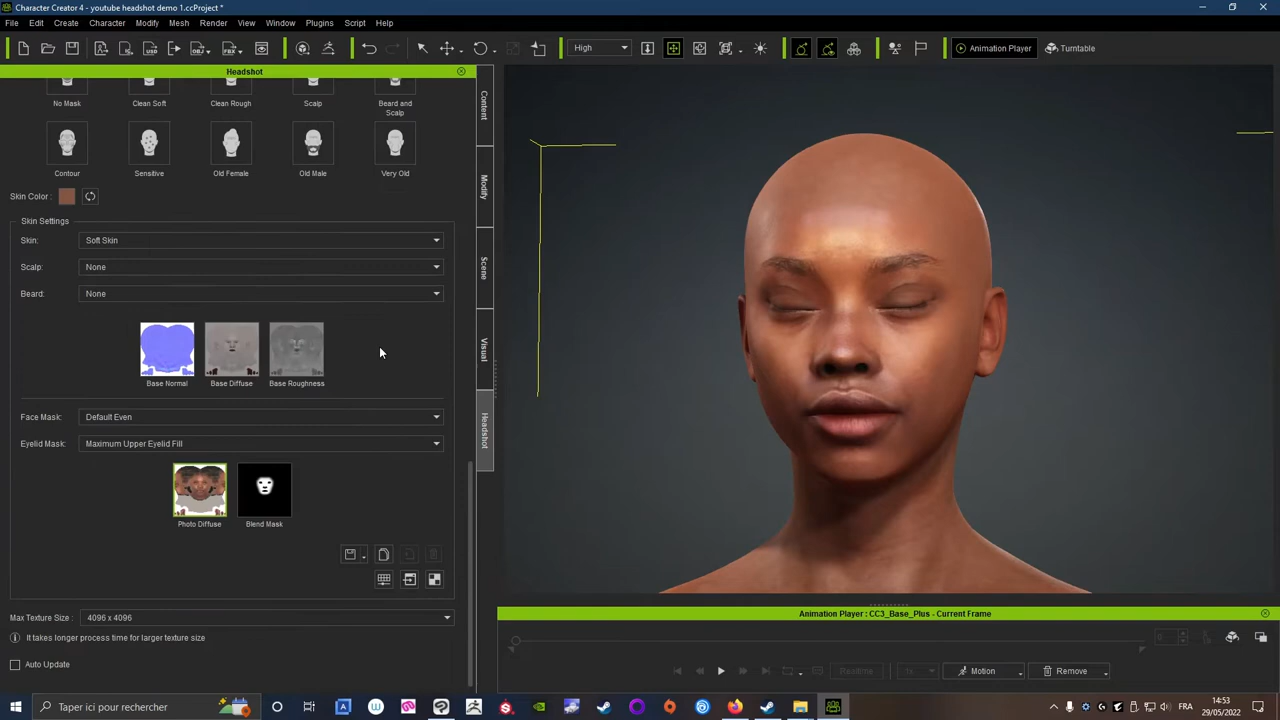 Character Creator 4 - youtube headshot demo 1.ccProject *
File Edit Create Character Modify Mesh Render View Window Plugins Script Help
High Animation Player Turntable
Headshot
No Mask Clean Soft Clean Rough Scalp Beard and Scalp
Contour Sensitive Old Female Old Male Very Old
Skin Color :
Skin Settings
Skin: Soft Skin
Scalp: None
Beard: None
Base Normal Base Diffuse Base Roughness
Face Mask: Default Even
Eyelid Mask: Maximum Upper Eyelid Fill
Photo Diffuse Blend Mask
Max Texture Size : 4096 x 4096
It takes longer process time for larger texture size
Auto Update
Content
Modify
Scene
Visual
Headshot
Animation Player : CC3_Base_Plus - Current Frame
0
Realtime 1x Motion Remove
Taper ici pour rechercher
FRA
14:53
29/05/2022